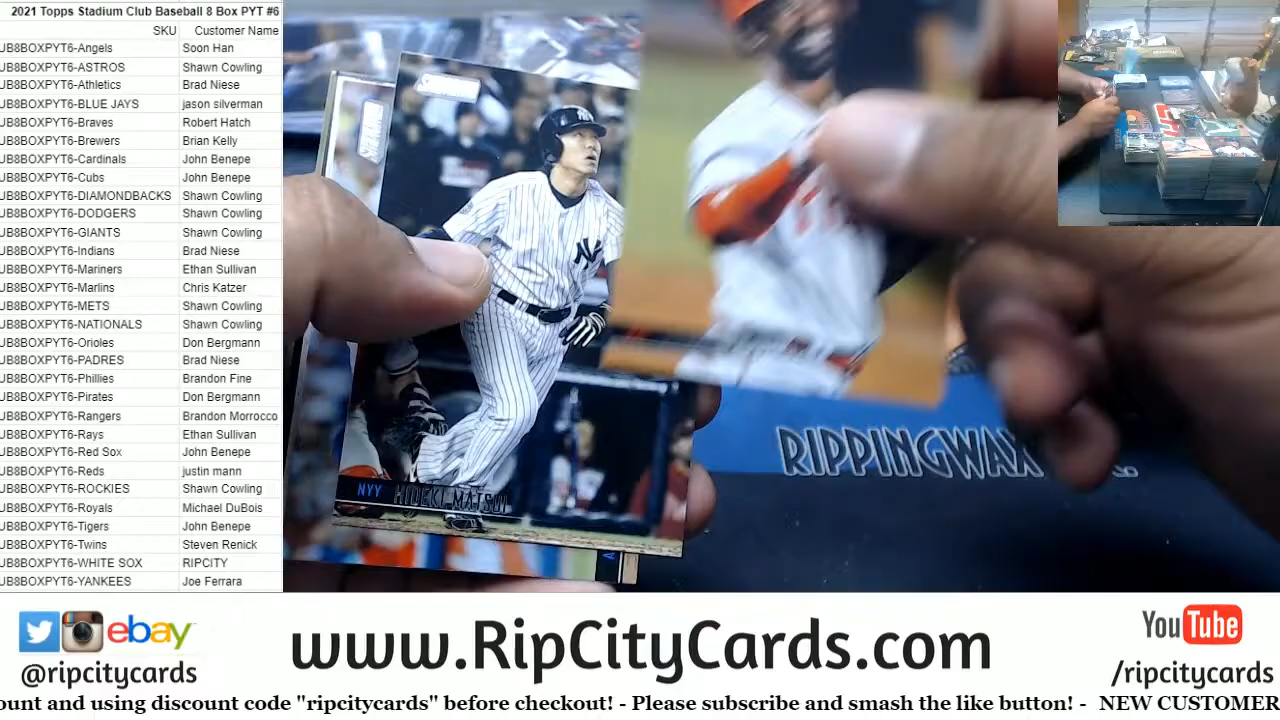 2021 Topps Stadium Club Baseball 8 Box PYT #6
SKU Customer Name
UB8BOXPYT6-Angels Soon Han
UB8BOXPYT6-ASTROS Shawn Cowling
UB8BOXPYT6-Athletics Brad Niese
UB8BOXPYT6-BLUE JAYS jason silverman
UB8BOXPYT6-Braves Robert Hatch
UB8BOXPYT6-Brewers Brian Kelly
UB8BOXPYT6-Cardinals John Benepe
UB8BOXPYT6-Cubs John Benepe
UB8BOXPYT6-DIAMONDBACKS Shawn Cowling
UB8BOXPYT6-DODGERS Shawn Cowling
UB8BOXPYT6-GIANTS Shawn Cowling
UB8BOXPYT6-Indians Brad Niese
UB8BOXPYT6-Mariners Ethan Sullivan
UB8BOXPYT6-Marlins Chris Katzer
UB8BOXPYT6-METS Shawn Cowling
UB8BOXPYT6-NATIONALS Shawn Cowling
UB8BOXPYT6-Orioles Don Bergmann
UB8BOXPYT6-PADRES Brad Niese
UB8BOXPYT6-Phillies Brandon Fine
UB8BOXPYT6-Pirates Don Bergmann
UB8BOXPYT6-Rangers Brandon Morrocco
UB8BOXPYT6-Rays Ethan Sullivan
UB8BOXPYT6-Red Sox John Benepe
UB8BOXPYT6-Reds justin mann
UB8BOXPYT6-ROCKIES Shawn Cowling
UB8BOXPYT6-Royals Michael DuBois
UB8BOXPYT6-Tigers John Benepe
UB8BOXPYT6-Twins Steven Renick
UB8BOXPYT6-WHITE SOX RIPCITY
UB8BOXPYT6-YANKEES Joe Ferrara
NY
NYY HIDEKI MATSUI
RIPPINGWAX
ebay
@ripcitycards
www.RipCityCards.com
YouTube
/ripcitycards
ount and using discount code "ripcitycards" before checkout! - Please subscribe and smash the like button! - NEW CUSTOMER